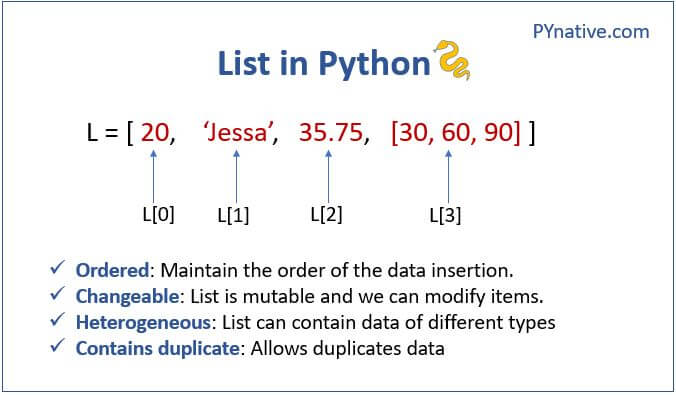 PYnative.com
List in Python
L = [ 20, ‘Jessa’, 35.75, [30, 60, 90] ]
L[0] L[1] L[2] L[3]
✓ Ordered: Maintain the order of the data insertion.
✓ Changeable: List is mutable and we can modify items.
✓ Heterogeneous: List can contain data of different types
✓ Contains duplicate: Allows duplicates data